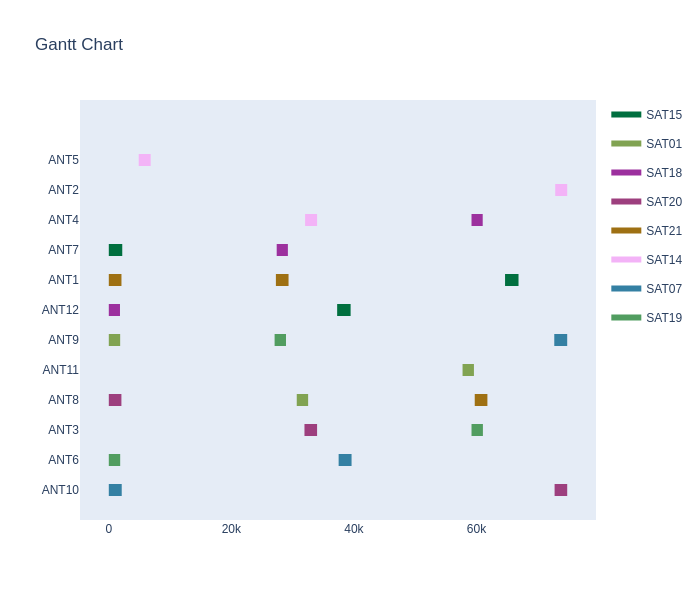 Gantt Chart
ANT5
ANT2
ANT4
ANT7
ANT1
ANT12
ANT9
ANT11
ANT8
ANT3
ANT6
ANT10
0 20k 40k 60k
SAT15
SAT01
SAT18
SAT20
SAT21
SAT14
SAT07
SAT19